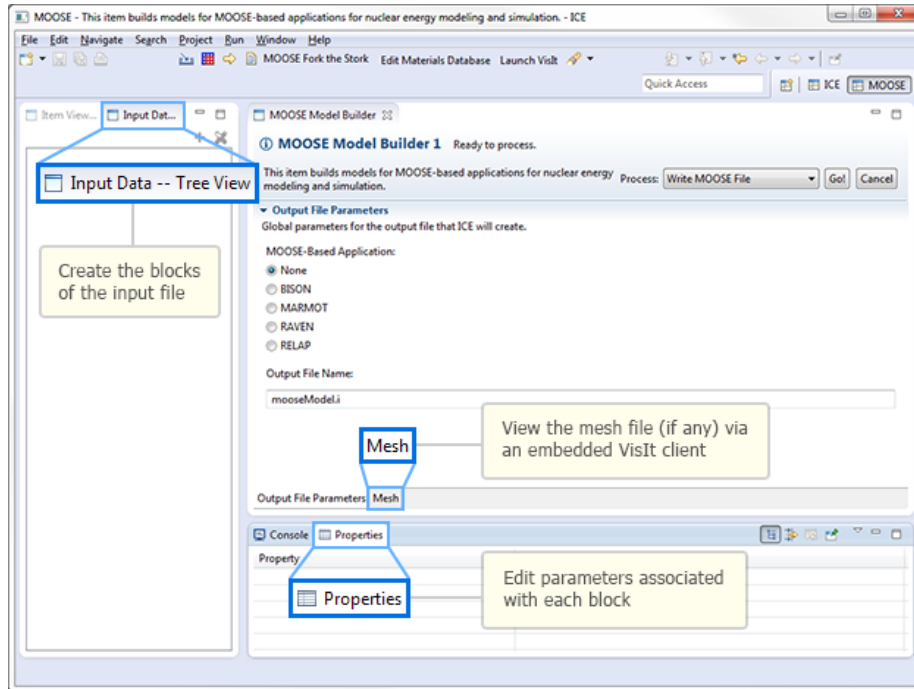 MOOSE - This item builds models for MOOSE-based applications for nuclear energy modeling and simulation. - ICE
File Edit Navigate Search Project Run Window Help
MOOSE Fork the Stork Edit Materials Database Launch VisIt
Quick Access ICE MOOSE
Item View... Input Dat...
MOOSE Model Builder
MOOSE Model Builder 1 Ready to process.
This item builds models for MOOSE-based applications for nuclear energy
modeling and simulation.
Process: Write MOOSE File Go! Cancel
Input Data -- Tree View
Create the blocks
of the input file
Output File Parameters
Global parameters for the output file that ICE will create.
MOOSE-Based Application:
None
BISON
MARMOT
RAVEN
RELAP
Output File Name:
mooseModel.i
Mesh
View the mesh file (if any) via
an embedded VisIt client
Output File Parameters Mesh
Console Properties
Property
Properties
Edit parameters associated
with each block